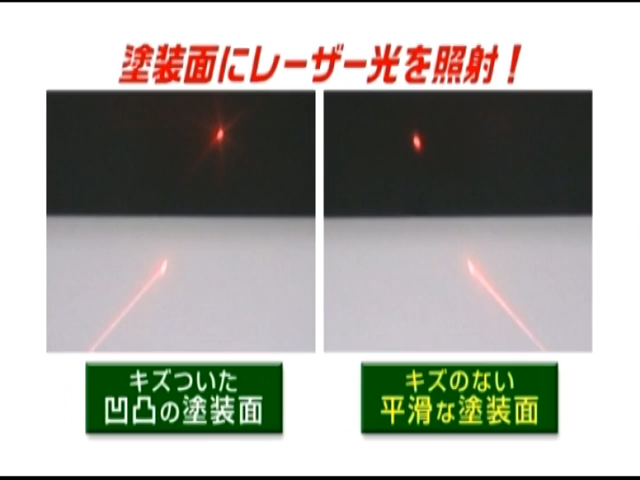 塗装面にレーザー光を照射!
キズついた
凹凸の塗装面
キズのない
平滑な塗装面